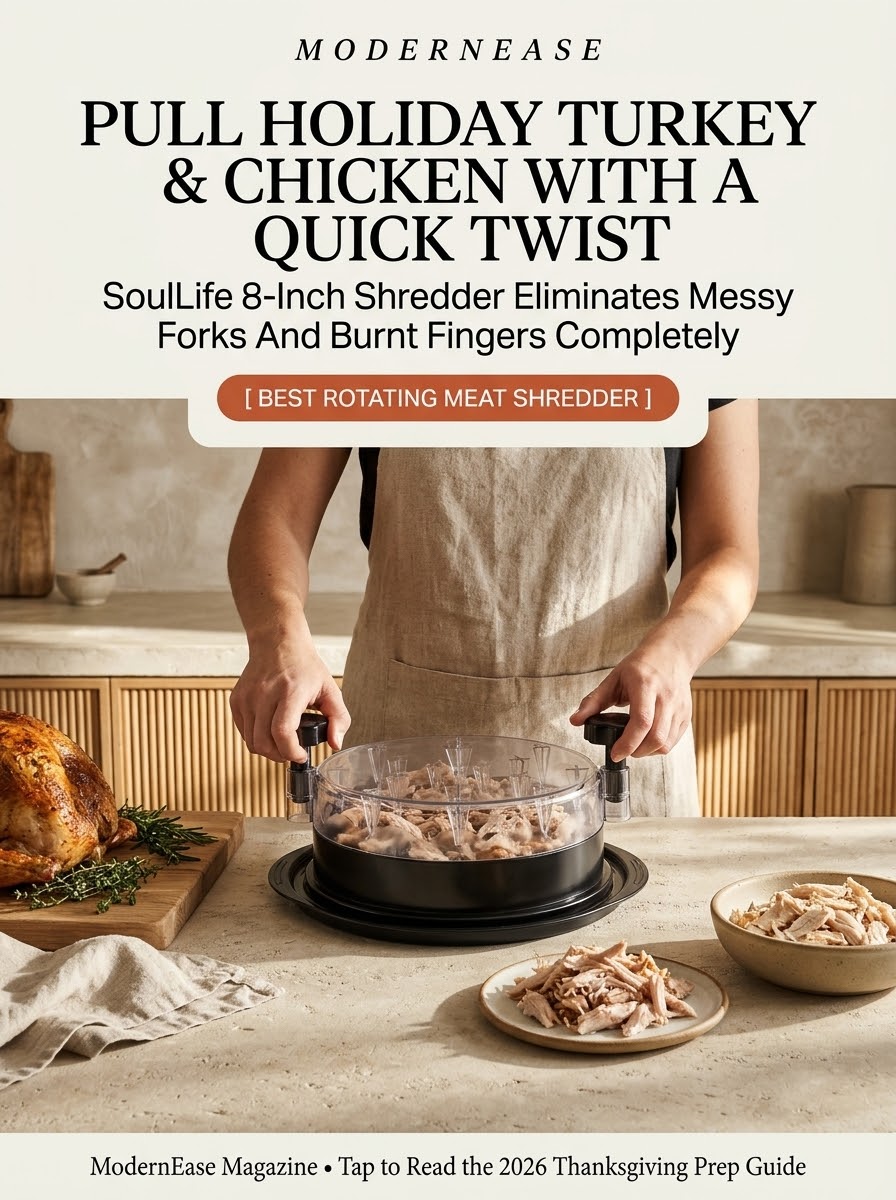 MODERNEASE
PULL HOLIDAY TURKEY
& CHICKEN WITH A
QUICK TWIST
SoulLife 8-Inch Shredder Eliminates Messy
Forks And Burnt Fingers Completely
[ BEST ROTATING MEAT SHREDDER ]
ModernEase Magazine • Tap to Read the 2026 Thanksgiving Prep Guide